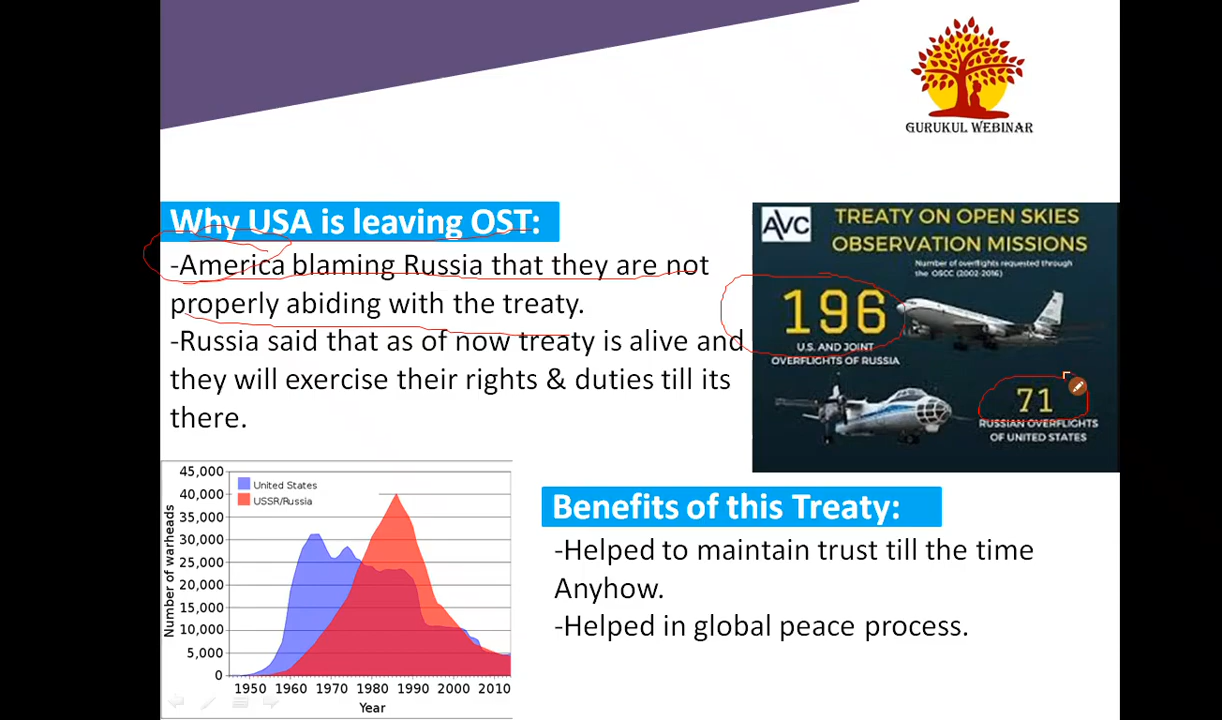 GURUKUL WEBINAR
Why USA is leaving OST:
-America blaming Russia that they are not
properly abiding with the treaty.
-Russia said that as of now treaty is alive and
they will exercise their rights & duties till its
there.
AVC
TREATY ON OPEN SKIES
OBSERVATION MISSIONS
Number of overflights requested through
the OSCC (2002-2016)
196
U.S. AND JOINT
OVERFLIGHTS OF RUSSIA
71
RUSSIAN OVERFLIGHTS
OF UNITED STATES
45,000
40,000
35,000
30,000
25,000
20,000
15,000
10,000
5,000
0
Number of warheads
United States
USSR/Russia
1950 1960 1970 1980 1990 2000 2010
Year
Benefits of this Treaty:
-Helped to maintain trust till the time
Anyhow.
-Helped in global peace process.